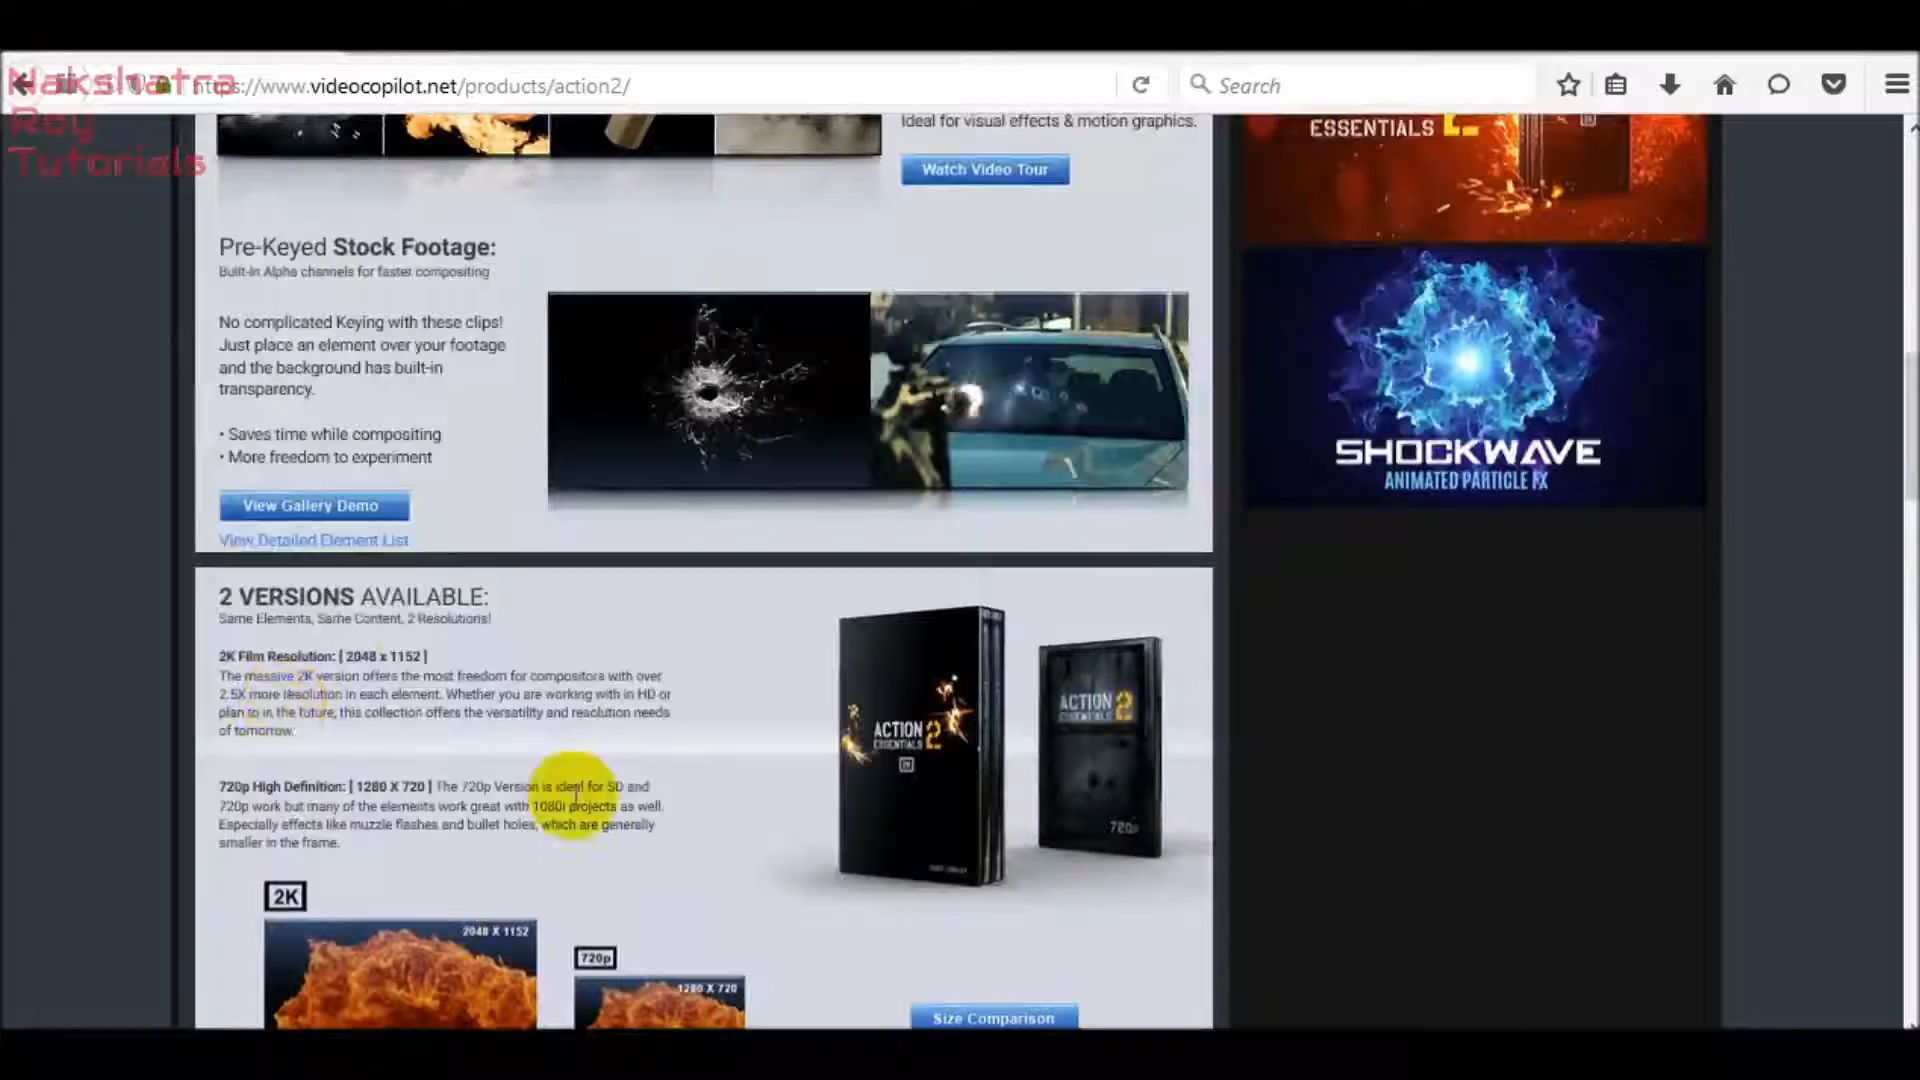 Nakshatra
Roy
Tutorials
https://www.videocopilot.net/products/action2/
Search
Ideal for visual effects & motion graphics.
Watch Video Tour
ESSENTIALS 2
Pre-Keyed Stock Footage:
Built-In Alpha channels for faster compositing
No complicated Keying with these clips!
Just place an element over your footage
and the background has built-in
transparency.
• Saves time while compositing
• More freedom to experiment
View Gallery Demo
View Detailed Element List
SHOCKWAVE
ANIMATED PARTICLE FX
2 VERSIONS AVAILABLE:
Same Elements, Same Content, 2 Resolutions!
2K Film Resolution: [ 2048 x 1152 ]
The massive 2K version offers the most freedom for compositors with over
2.5X more resolution in each element. Whether you are working with in HD or
plan to in the future, this collection offers the versatility and resolution needs
of tomorrow.
720p High Definition: [ 1280 X 720 ] The 720p Version is ideal for SD and
720p work but many of the elements work great with 1080i projects as well.
Especially effects like muzzle flashes and bullet holes, which are generally
smaller in the frame.
ACTION 2
ESSENTIALS
2K
ACTION 2
ESSENTIALS
720p
2K
2048 X 1152
720p
1280 X 720
Size Comparison